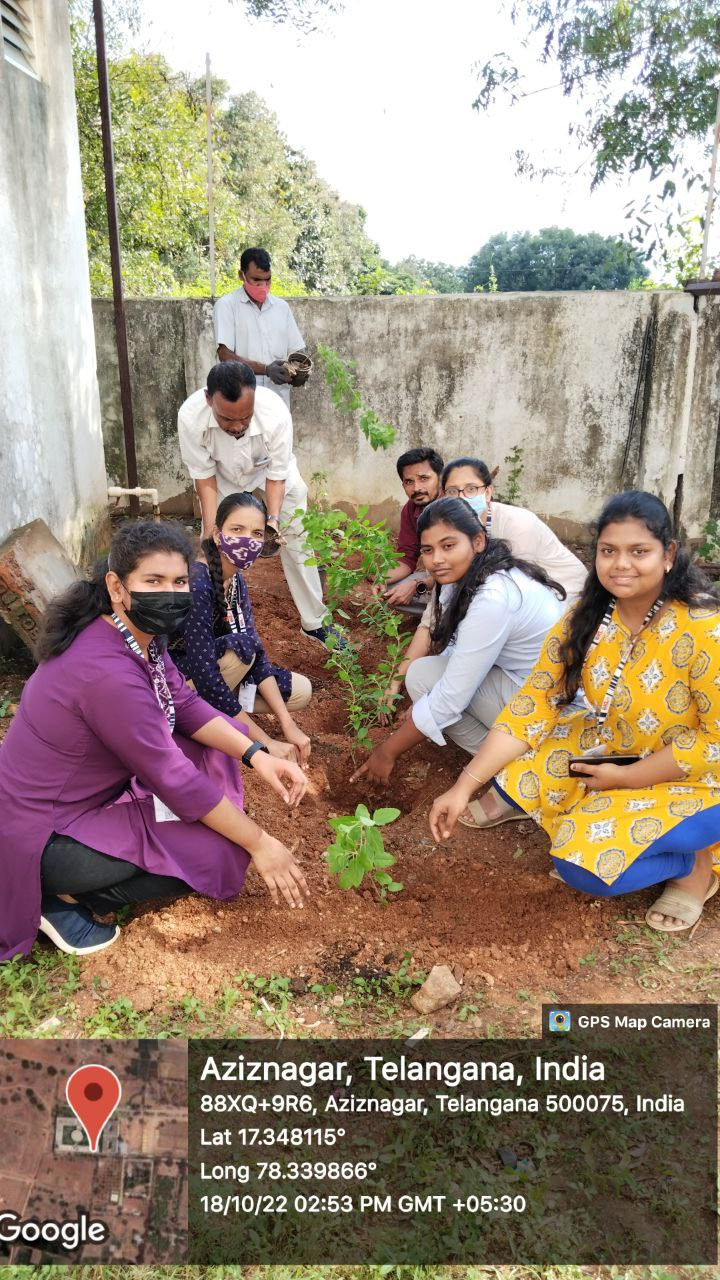 GPS Map Camera
Aziznagar, Telangana, India
88XQ+9R6, Aziznagar, Telangana 500075, India
Lat 17.348115°
Long 78.339866°
18/10/22 02:53 PM GMT +05:30
Google